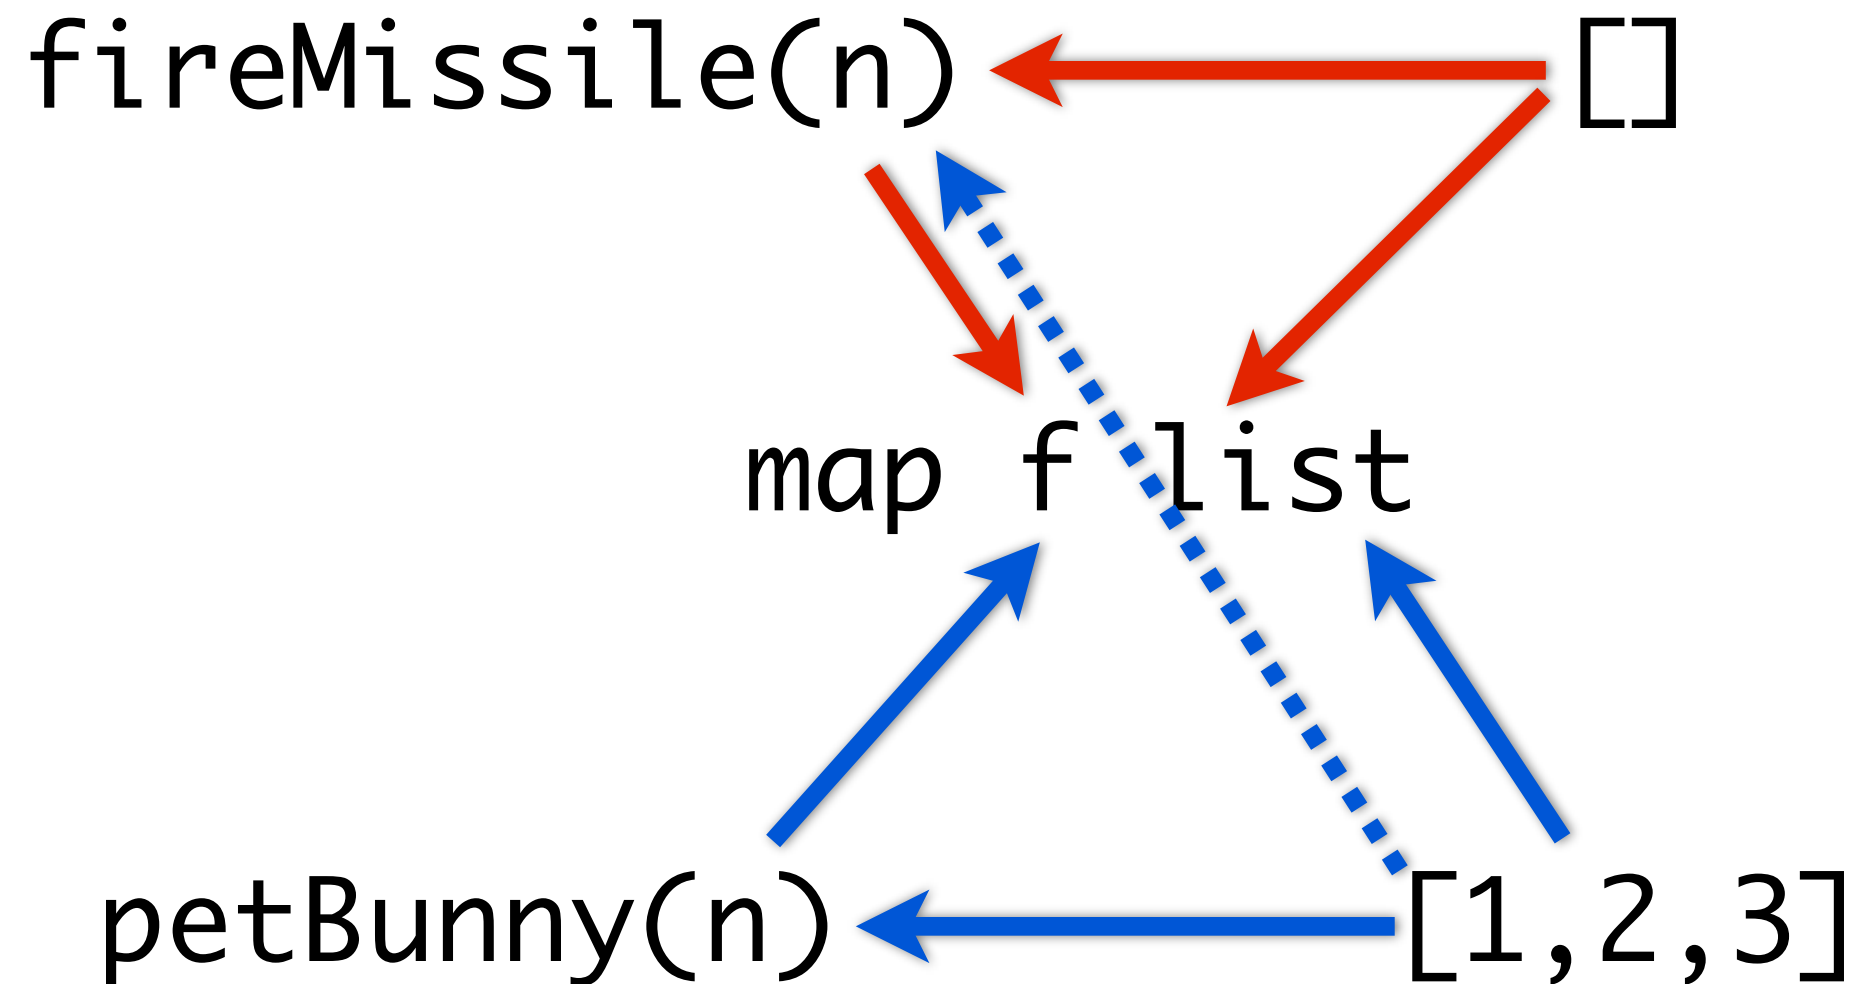 fireMissile(n) []
map f list
petBunny(n) [1,2,3]